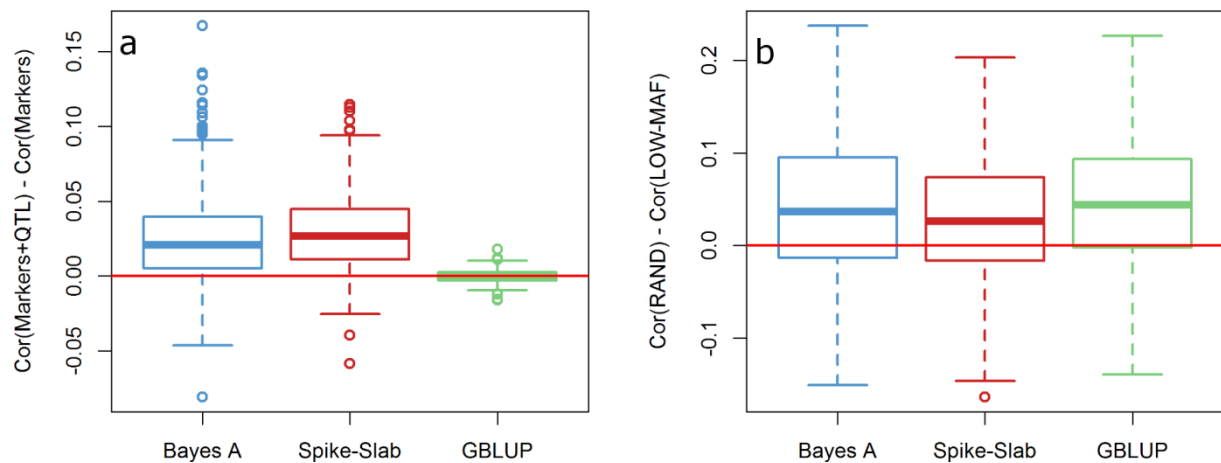 a
Cor(Markers+QTL) - Cor(Markers)
0.15
0.10
0.05
0.00
-0.05
Bayes A Spike-Slab GBLUP
b
Cor(RAND) - Cor(LOW-MAF)
0.2
0.1
0.0
-0.1
Bayes A Spike-Slab GBLUP